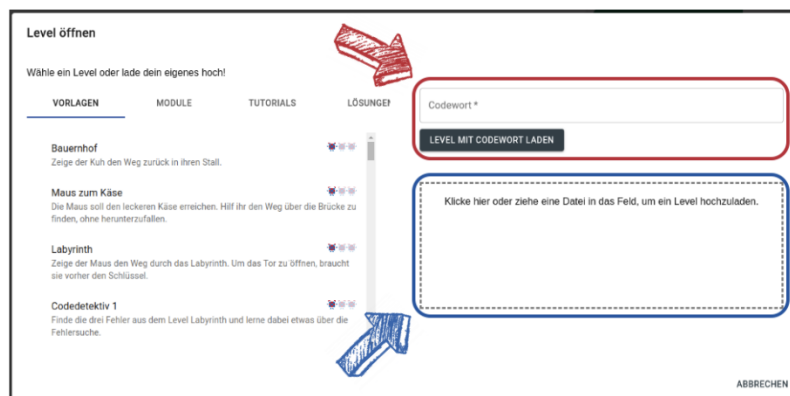 Level öffnen
Wähle ein Level oder lade dein eigenes hoch!
VORLAGEN MODULE TUTORIALS LÖSUNGEN
Bauernhof
Zeige der Kuh den Weg zurück in ihren Stall.
Maus zum Käse
Die Maus soll den leckeren Käse erreichen. Hilf ihr den Weg über die Brücke zu
finden, ohne herunterzufallen.
Labyrinth
Zeige der Maus den Weg durch das Labyrinth. Um das Tor zu öffnen, braucht
sie vorher den Schlüssel.
Codedetektiv 1
Finde die drei Fehler aus dem Level Labyrinth und lerne dabei etwas über die
Fehlersuche.
Codewort *
LEVEL MIT CODEWORT LADEN
Klicke hier oder ziehe eine Datei in das Feld, um ein Level hochzuladen.
ABBRECHEN